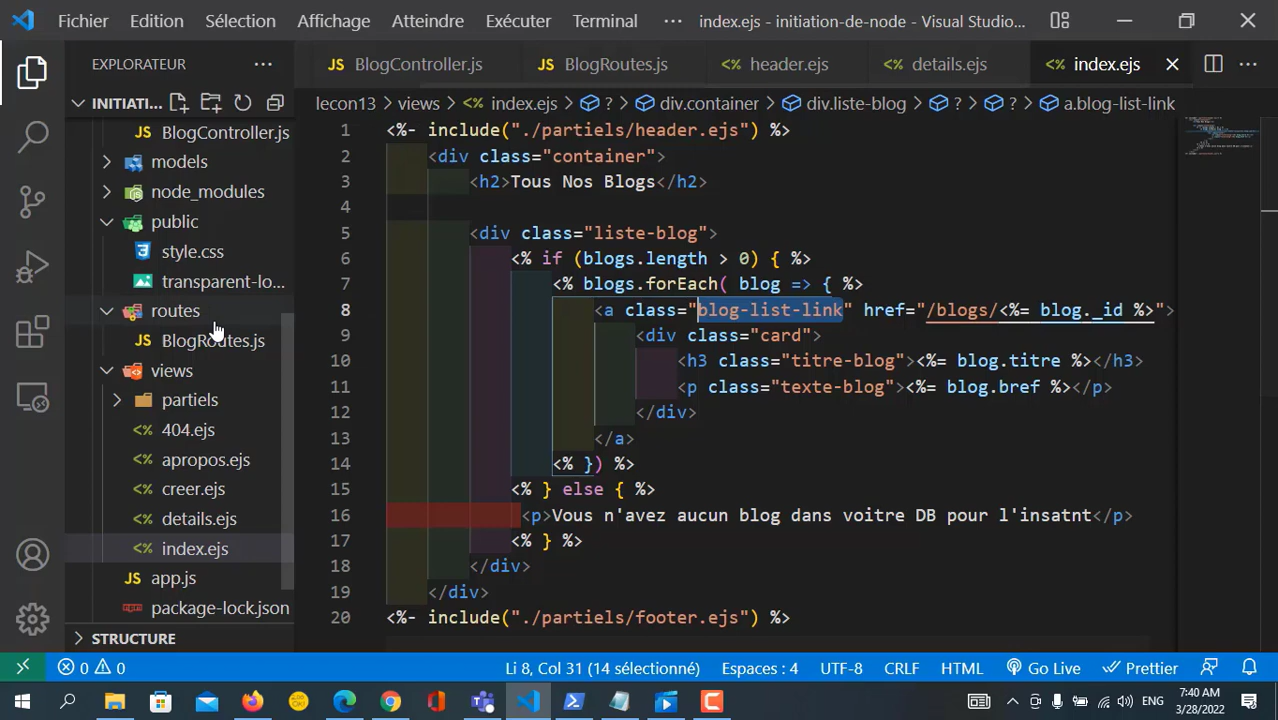 Fichier Edition Sélection Affichage Atteindre Exécuter Terminal ··· index.ejs - initiation-de-node - Visual Studio...
EXPLORATEUR ···
JS BlogController.js JS BlogRoutes.js <%> header.ejs <%> details.ejs <%> index.ejs
INITIATI...
lecon13 > views > <%> index.ejs > ? > div.container > div.liste-blog > ? > ? > a.blog-list-link
JS BlogController.js
models
node_modules
public
style.css
transparent-lo...
routes
JS BlogRoutes.js
views
partiels
<%> 404.ejs
<%> apropos.ejs
<%> creer.ejs
<%> details.ejs
<%> index.ejs
JS app.js
package-lock.json
STRUCTURE
1 <%- include("./partiels/header.ejs") %>
2 <div class="container">
3 <h2>Tous Nos Blogs</h2>
4
5 <div class="liste-blog">
6 <% if (blogs.length > 0) { %>
7 <% blogs.forEach( blog => { %>
8 <a class="blog-list-link" href="/blogs/<%= blog._id %>">
9 <div class="card">
10 <h3 class="titre-blog"><%= blog.titre %></h3>
11 <p class="texte-blog"><%= blog.bref %></p>
12 </div>
13 </a>
14 <% }) %>
15 <% } else { %>
16 <p>Vous n'avez aucun blog dans voitre DB pour l'insatnt</p>
17 <% } %>
18 </div>
19 </div>
20 <%- include("./partiels/footer.ejs") %>
0 0 Li 8, Col 31 (14 sélectionné) Espaces : 4 UTF-8 CRLF HTML Go Live Prettier
ENG 7:40 AM
3/28/2022